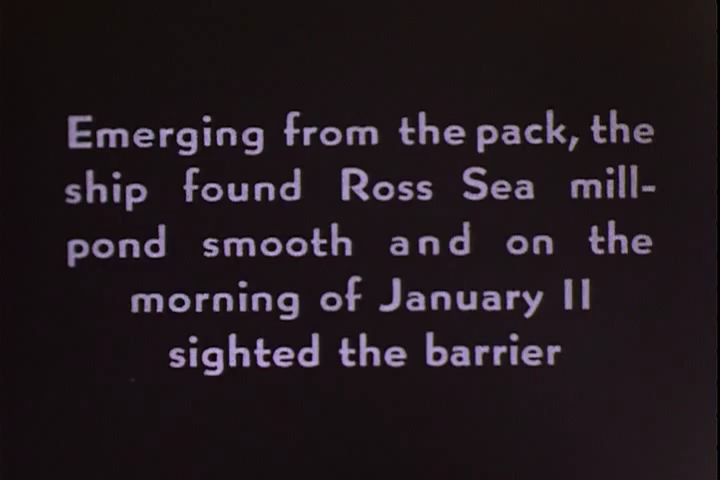 Emerging from the pack, the
ship found Ross Sea mill-
pond smooth and on the
morning of January 11
sighted the barrier